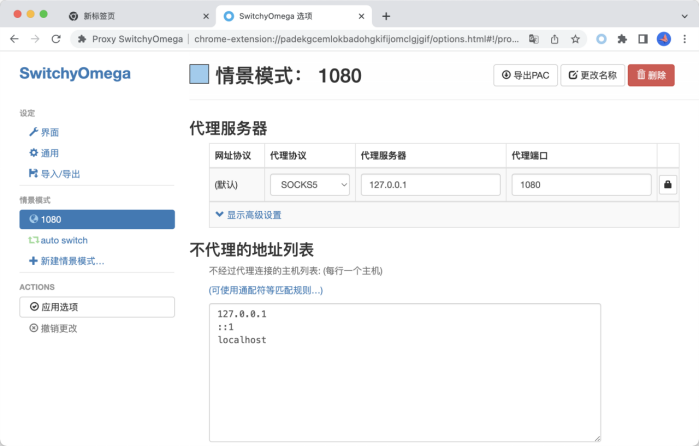 新标签页
SwitchyOmega 选项
Proxy SwitchyOmega | chrome-extension://padekgcemlokbadohgkifijomclgjgif/options.html#!/pro...
SwitchyOmega
设定
界面
通用
导入/导出
情景模式
1080
auto switch
新建情景模式…
ACTIONS
应用选项
撤销更改
情景模式： 1080
导出PAC
更改名称
删除
代理服务器
网址协议 代理协议 代理服务器 代理端口
(默认) SOCKS5 127.0.0.1 1080
显示高级设置
不代理的地址列表
不经过代理连接的主机列表: (每行一个主机)
(可使用通配符等匹配规则…)
127.0.0.1
::1
localhost